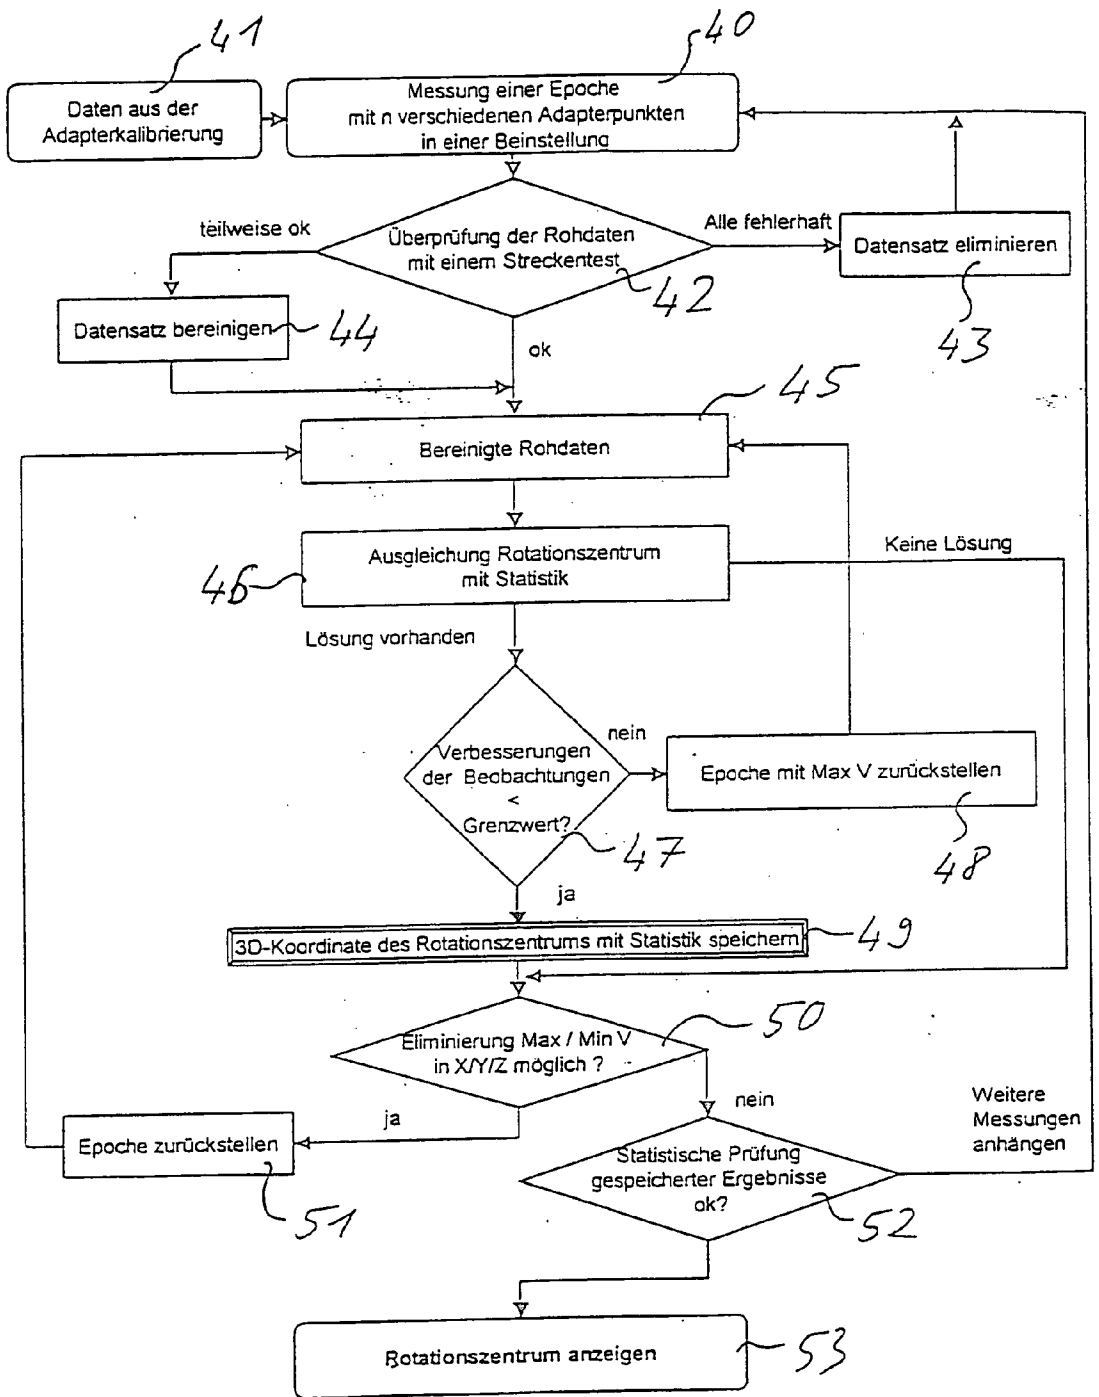 41
40
Daten aus der
Adapterkalibrierung
Messung einer Epoche
mit n verschiedenen Adapterpunkten
in einer Beinstellung
teilweise ok
Überprüfung der Rohdaten
mit einem Streckentest
42
Alle fehlerhaft
Datensatz eliminieren
43
Datensatz bereinigen
44
ok
45
Bereinigte Rohdaten
Ausgleichung Rotationszentrum
mit Statistik
46
Keine Lösung
Lösung vorhanden
Verbesserungen
der Beobachtungen
<
Grenzwert?
47
nein
Epoche mit Max V zurückstellen
48
ja
3D-Koordinate des Rotationszentrums mit Statistik speichern
49
Eliminierung Max / Min V
in X/Y/Z möglich ?
50
ja
nein
Epoche zurückstellen
51
Statistische Prüfung
gespeicherter Ergebnisse
ok?
52
Weitere
Messungen
anhängen
Rotationszentrum anzeigen
53